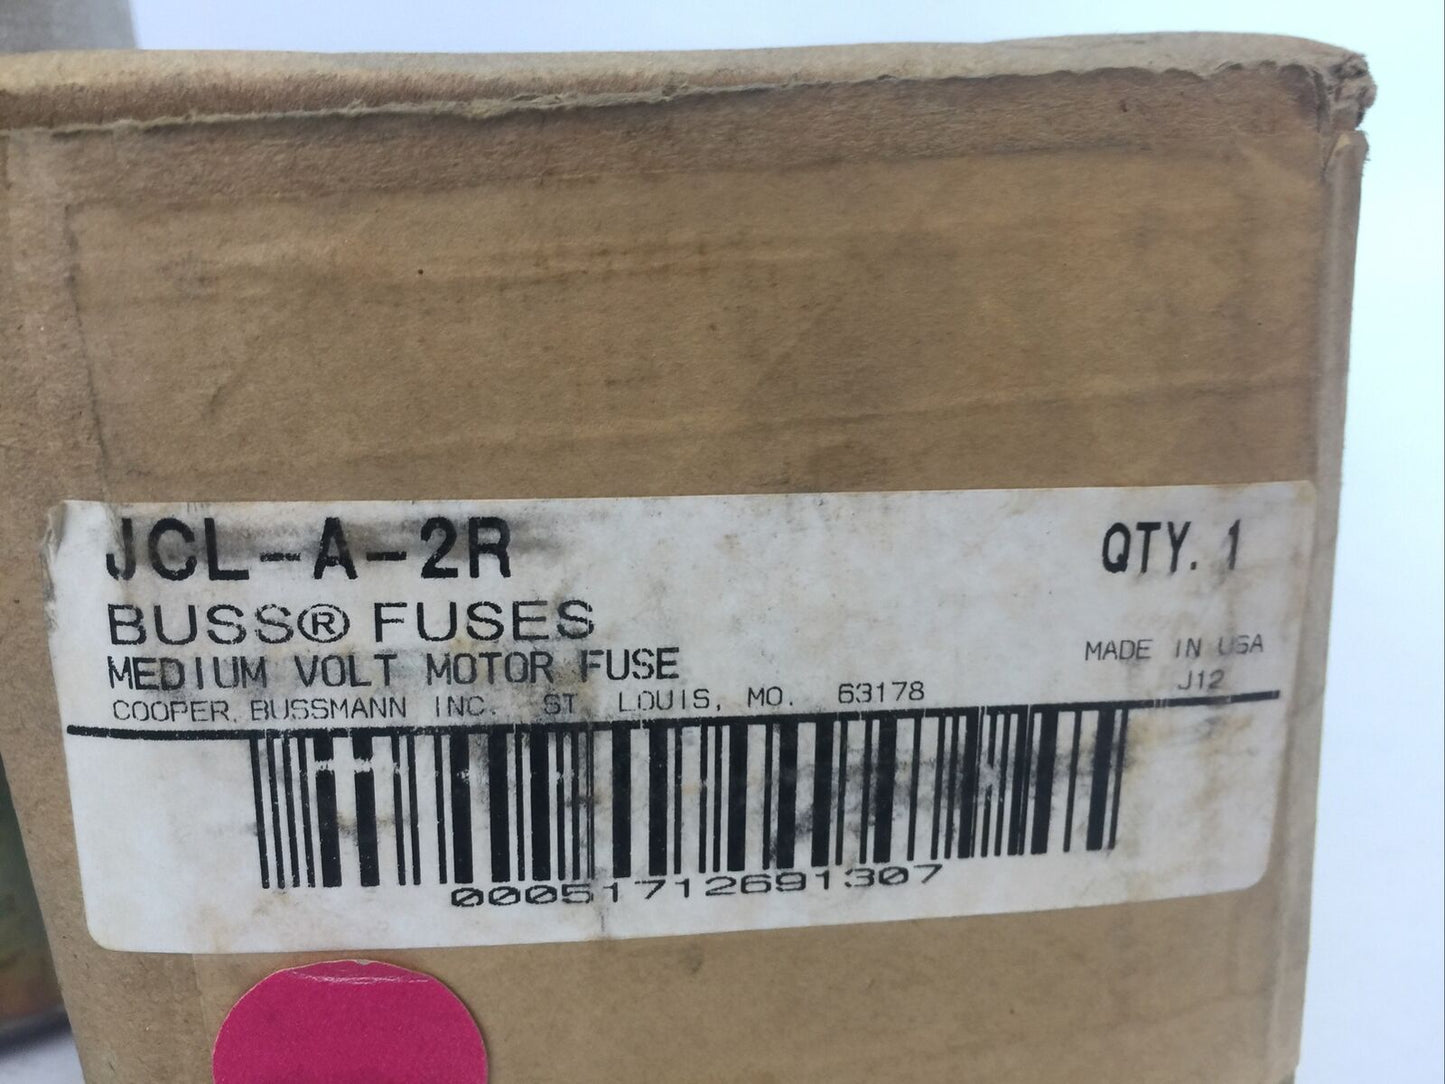 JCL-A-2R
QTY. 1
BUSS® FUSES
MEDIUM VOLT MOTOR FUSE
MADE IN USA
COOPER, BUSSMANN INC. ST LOUIS, MO. 63178
J12
00051712691307